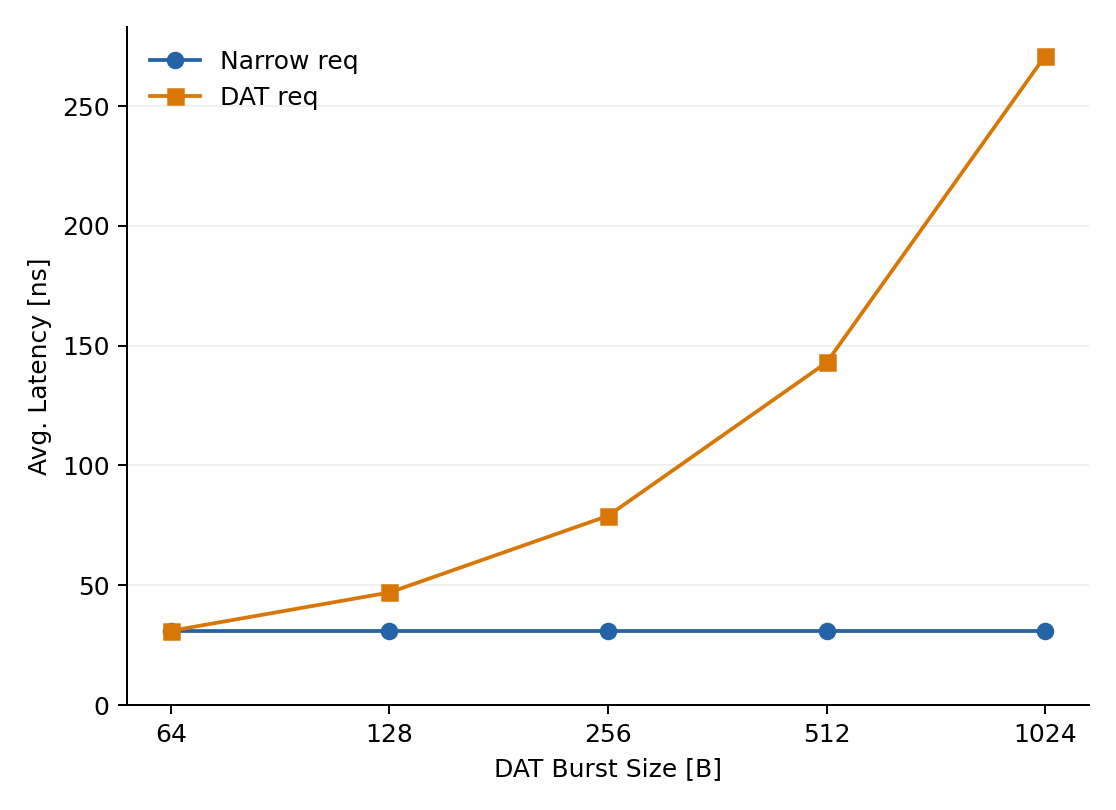 Narrow req
DAT req
Avg. Latency [ns]
250
200
150
100
50
0
64 128 256 512 1024
DAT Burst Size [B]